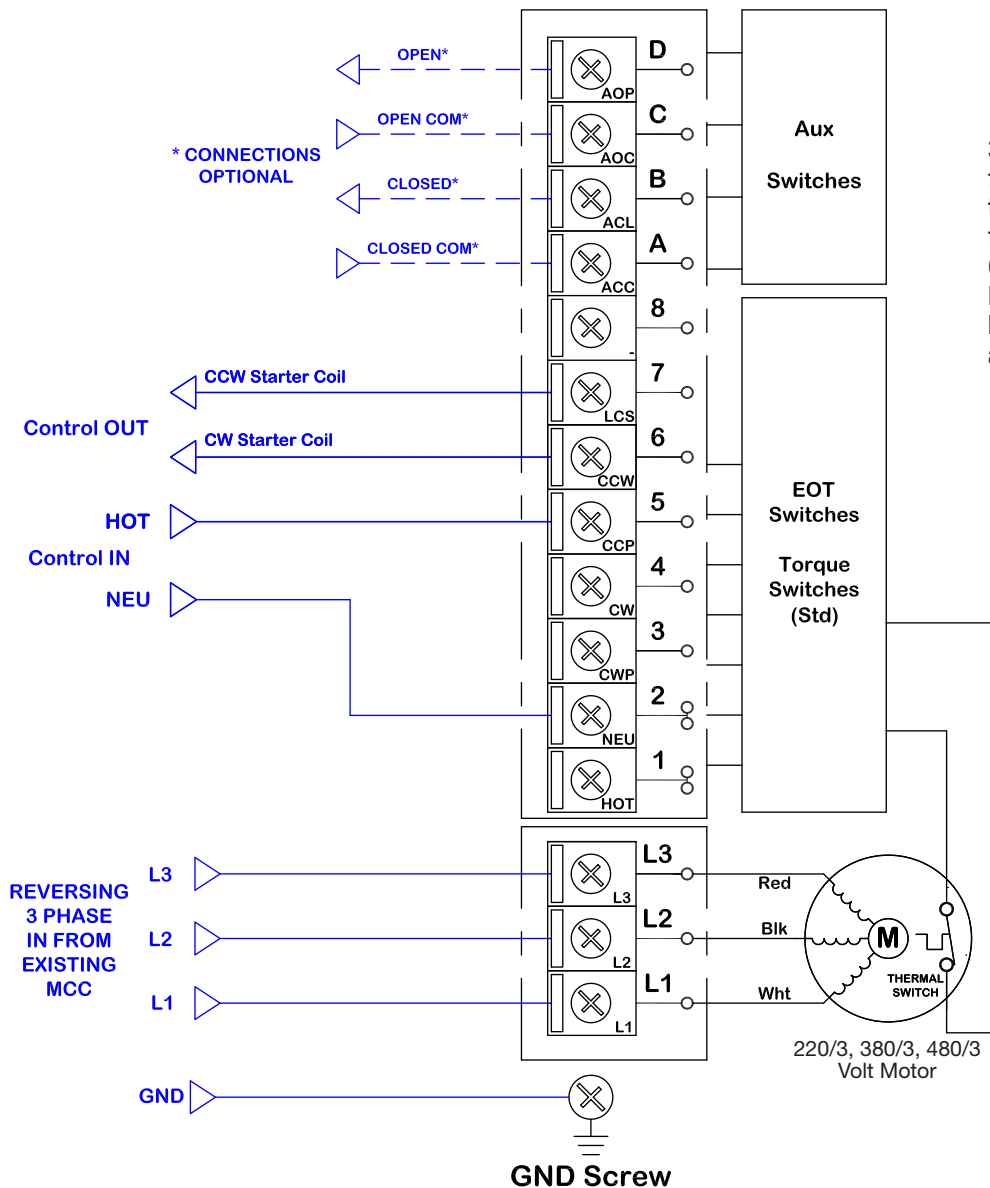 OPEN*
OPEN COM*
* CONNECTIONS
OPTIONAL
CLOSED*
CLOSED COM*
CCW Starter Coil
Control OUT
CW Starter Coil
HOT
Control IN
NEU
D
AOP
C
AOC
B
ACL
A
ACC
8
-
7
LCS
6
CCW
5
CCP
4
CW
3
CWP
2
NEU
1
HOT
Aux
Switches
EOT
Switches
Torque
Switches
(Std)
REVERSING
3 PHASE
IN FROM
EXISTING
MCC
L3
L2
L1
L3
L3
L2
L2
L1
L1
Red
Blk
Wht
M
THERMAL
SWITCH
220/3, 380/3, 480/3
Volt Motor
GND
GND Screw